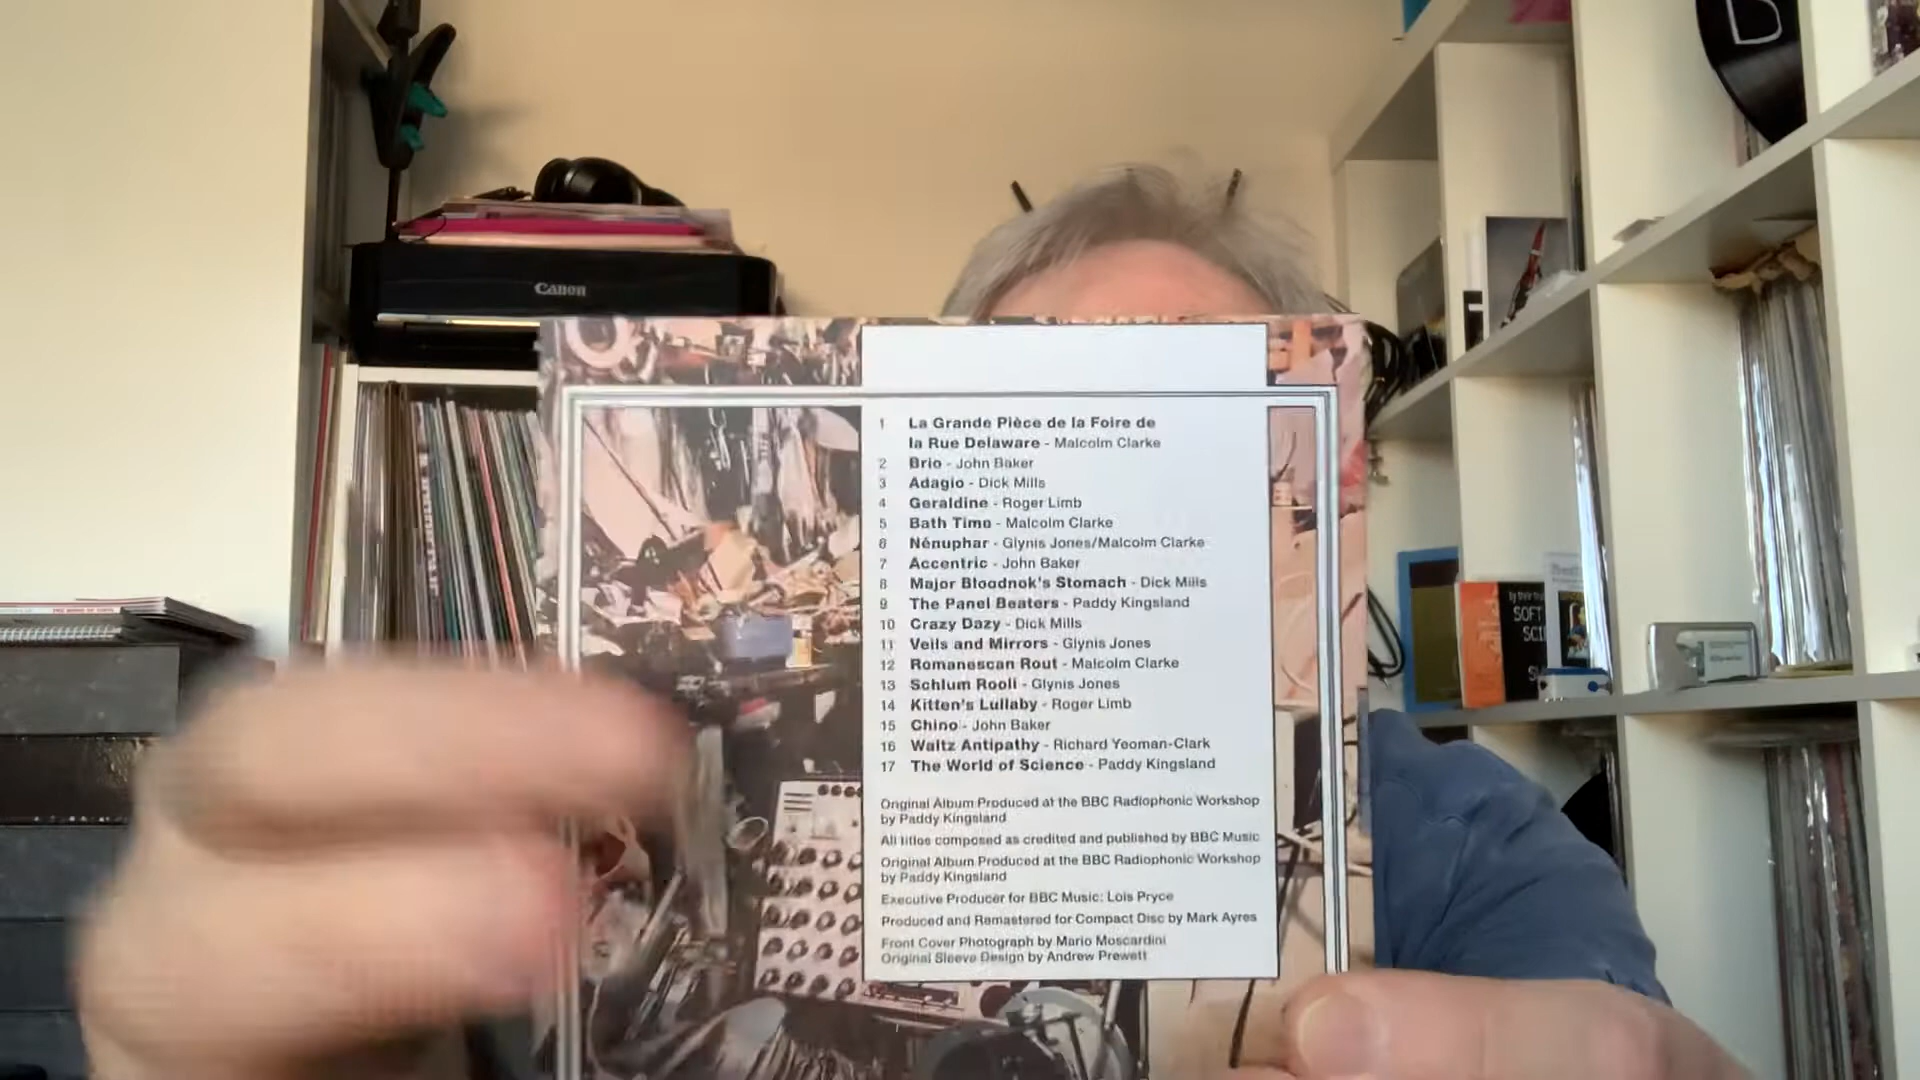 Canon
1 La Grande Pièce de la Foire de
la Rue Delaware - Malcolm Clarke
2 Brio - John Baker
3 Adagio - Dick Mills
4 Geraldine - Roger Limb
5 Bath Time - Malcolm Clarke
6 Nénuphar - Glynis Jones/Malcolm Clarke
7 Accentric - John Baker
8 Major Bloodnok's Stomach - Dick Mills
9 The Panel Beaters - Paddy Kingsland
10 Crazy Dazy - Dick Mills
11 Veils and Mirrors - Glynis Jones
12 Romanescan Rout - Malcolm Clarke
13 Schlum Rooli - Glynis Jones
14 Kitten's Lullaby - Roger Limb
15 Chino - John Baker
16 Waltz Antipathy - Richard Yeoman-Clark
17 The World of Science - Paddy Kingsland
Original Album Produced at the BBC Radiophonic Workshop
by Paddy Kingsland
All titles composed as credited and published by BBC Music
Original Album Produced at the BBC Radiophonic Workshop
by Paddy Kingsland
Executive Producer for BBC Music: Lois Pryce
Produced and Remastered for Compact Disc by Mark Ayres
Front Cover Photograph by Mario Moscardini
Original Sleeve Design by Andrew Prewett
SOFT